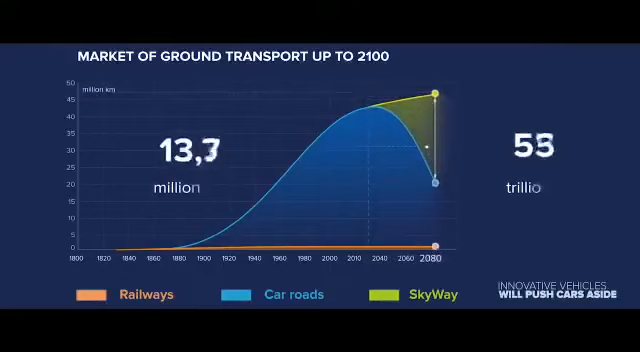 MARKET OF GROUND TRANSPORT UP TO 2100
million km
50
45
40
35
30
25
20
15
10
5
0
13,
million
trillio
1800 1820 1840 1860 1880 1900 1920 1940 1960 1980 2000 2020 2040 2060 2080
Railways Car roads SkyWay
INNOVATIVE VEHICLES
WILL PUSH CARS ASIDE